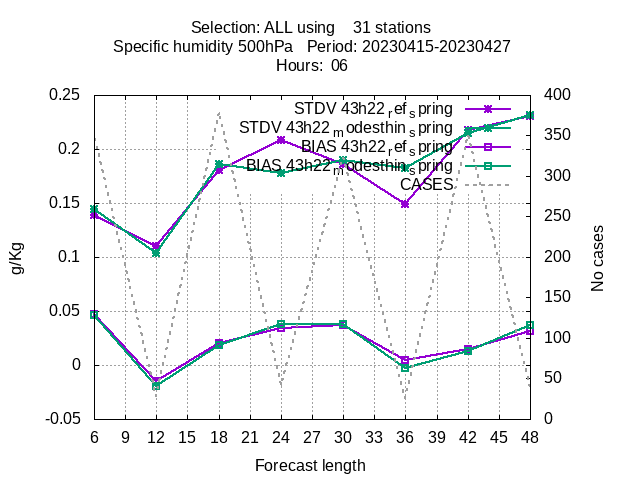 Selection: ALL using 31 stations
Specific humidity 500hPa Period: 20230415-20230427
Hours: 06
STDV 43h22_ref_spring
STDV 43h22_modesthin_spring
BIAS 43h22_ref_spring
BIAS 43h22_modesthin_spring
CASES
0.25
0.2
0.15
0.1
0.05
0
-0.05
g/Kg
400
350
300
250
200
150
100
50
0
No cases
6 9 12 15 18 21 24 27 30 33 36 39 42 45 48
Forecast length